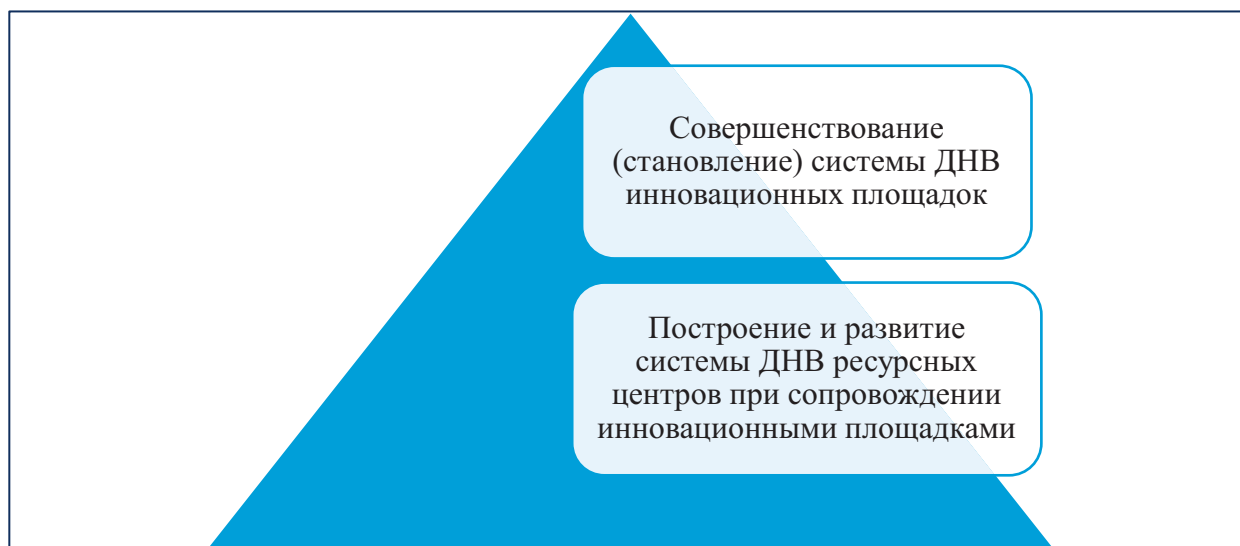 Совершенствование
(становление) системы ДНВ
инновационных площадок
Построение и развитие
системы ДНВ ресурсных
центров при сопровождении
инновационными площадками